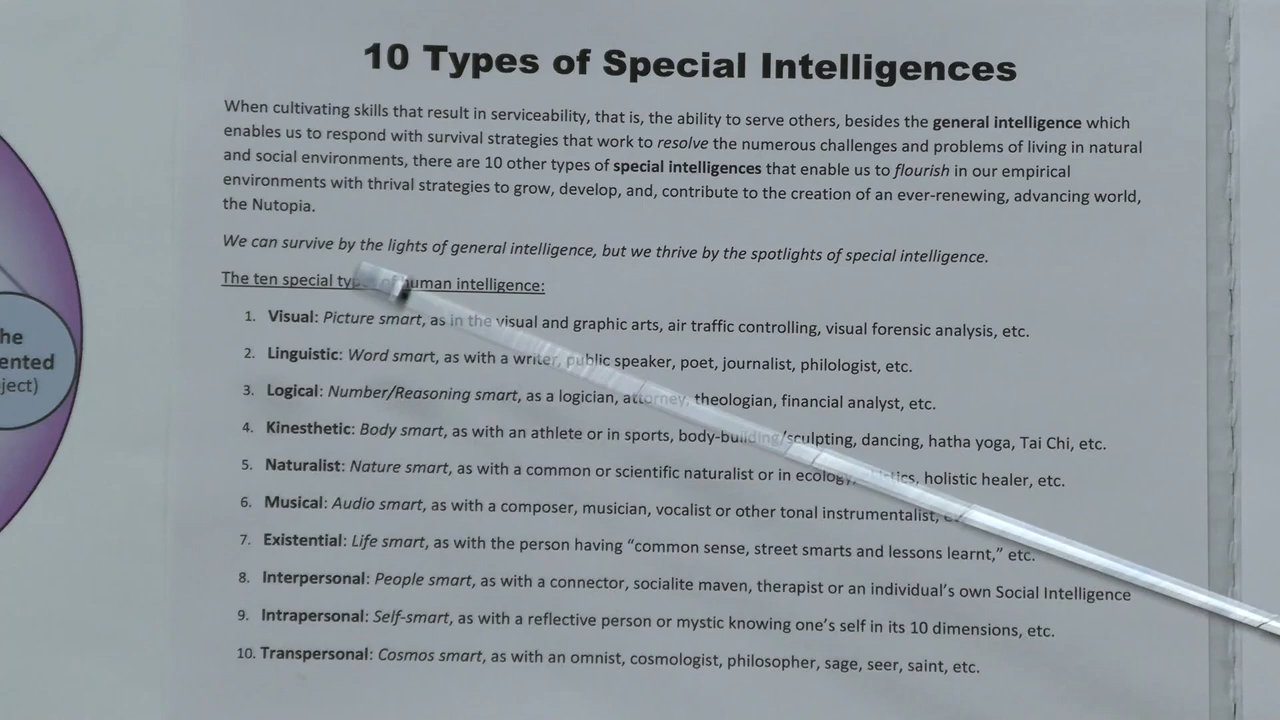 10 Types of Special Intelligences
When cultivating skills that result in serviceability, that is, the ability to serve others, besides the general intelligence which
enables us to respond with survival strategies that work to resolve the numerous challenges and problems of living in natural
and social environments, there are 10 other types of special intelligences that enable us to flourish in our empirical
environments with thrival strategies to grow, develop, and, contribute to the creation of an ever-renewing, advancing world,
the Nutopia.
We can survive by the lights of general intelligence, but we thrive by the spotlights of special intelligence.
The ten special types of human intelligence:
1. Visual: Picture smart, as in the visual and graphic arts, air traffic controlling, visual forensic analysis, etc.
2. Linguistic: Word smart, as with a writer, public speaker, poet, journalist, philologist, etc.
3. Logical: Number/Reasoning smart, as a logician, attorney, theologian, financial analyst, etc.
4. Kinesthetic: Body smart, as with an athlete or in sports, body-building/sculpting, dancing, hatha yoga, Tai Chi, etc.
5. Naturalist: Nature smart, as with a common or scientific naturalist or in ecology, holistic healer, etc.
6. Musical: Audio smart, as with a composer, musician, vocalist or other tonal instrumentalist,
7. Existential: Life smart, as with the person having “common sense, street smarts and lessons learnt,” etc.
8. Interpersonal: People smart, as with a connector, socialite maven, therapist or an individual’s own Social Intelligence
9. Intrapersonal: Self-smart, as with a reflective person or mystic knowing one’s self in its 10 dimensions, etc.
10. Transpersonal: Cosmos smart, as with an omnist, cosmologist, philosopher, sage, seer, saint, etc.